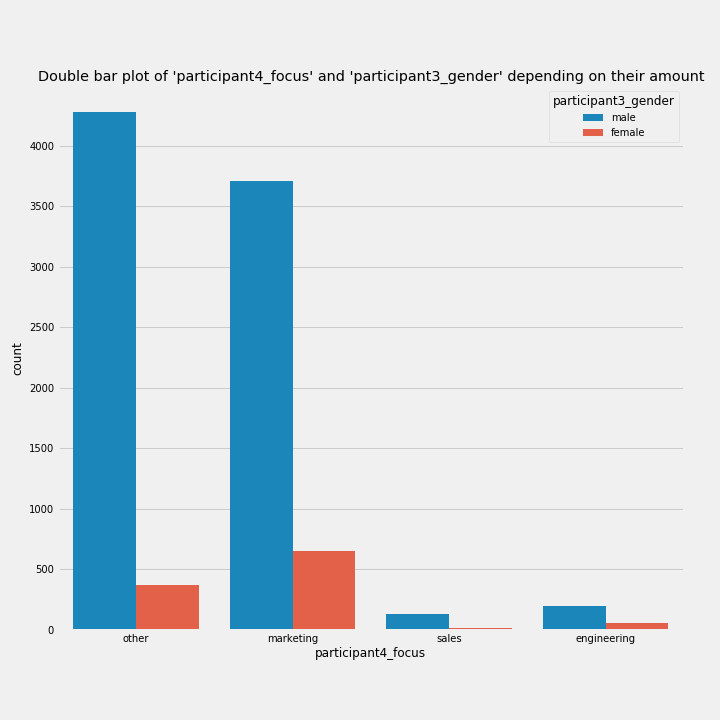 Double bar plot of 'participant4_focus' and 'participant3_gender' depending on their amount
participant3_gender
male
female
4000
3500
3000
2500
2000
1500
1000
500
0
count
other marketing sales engineering
participant4_focus